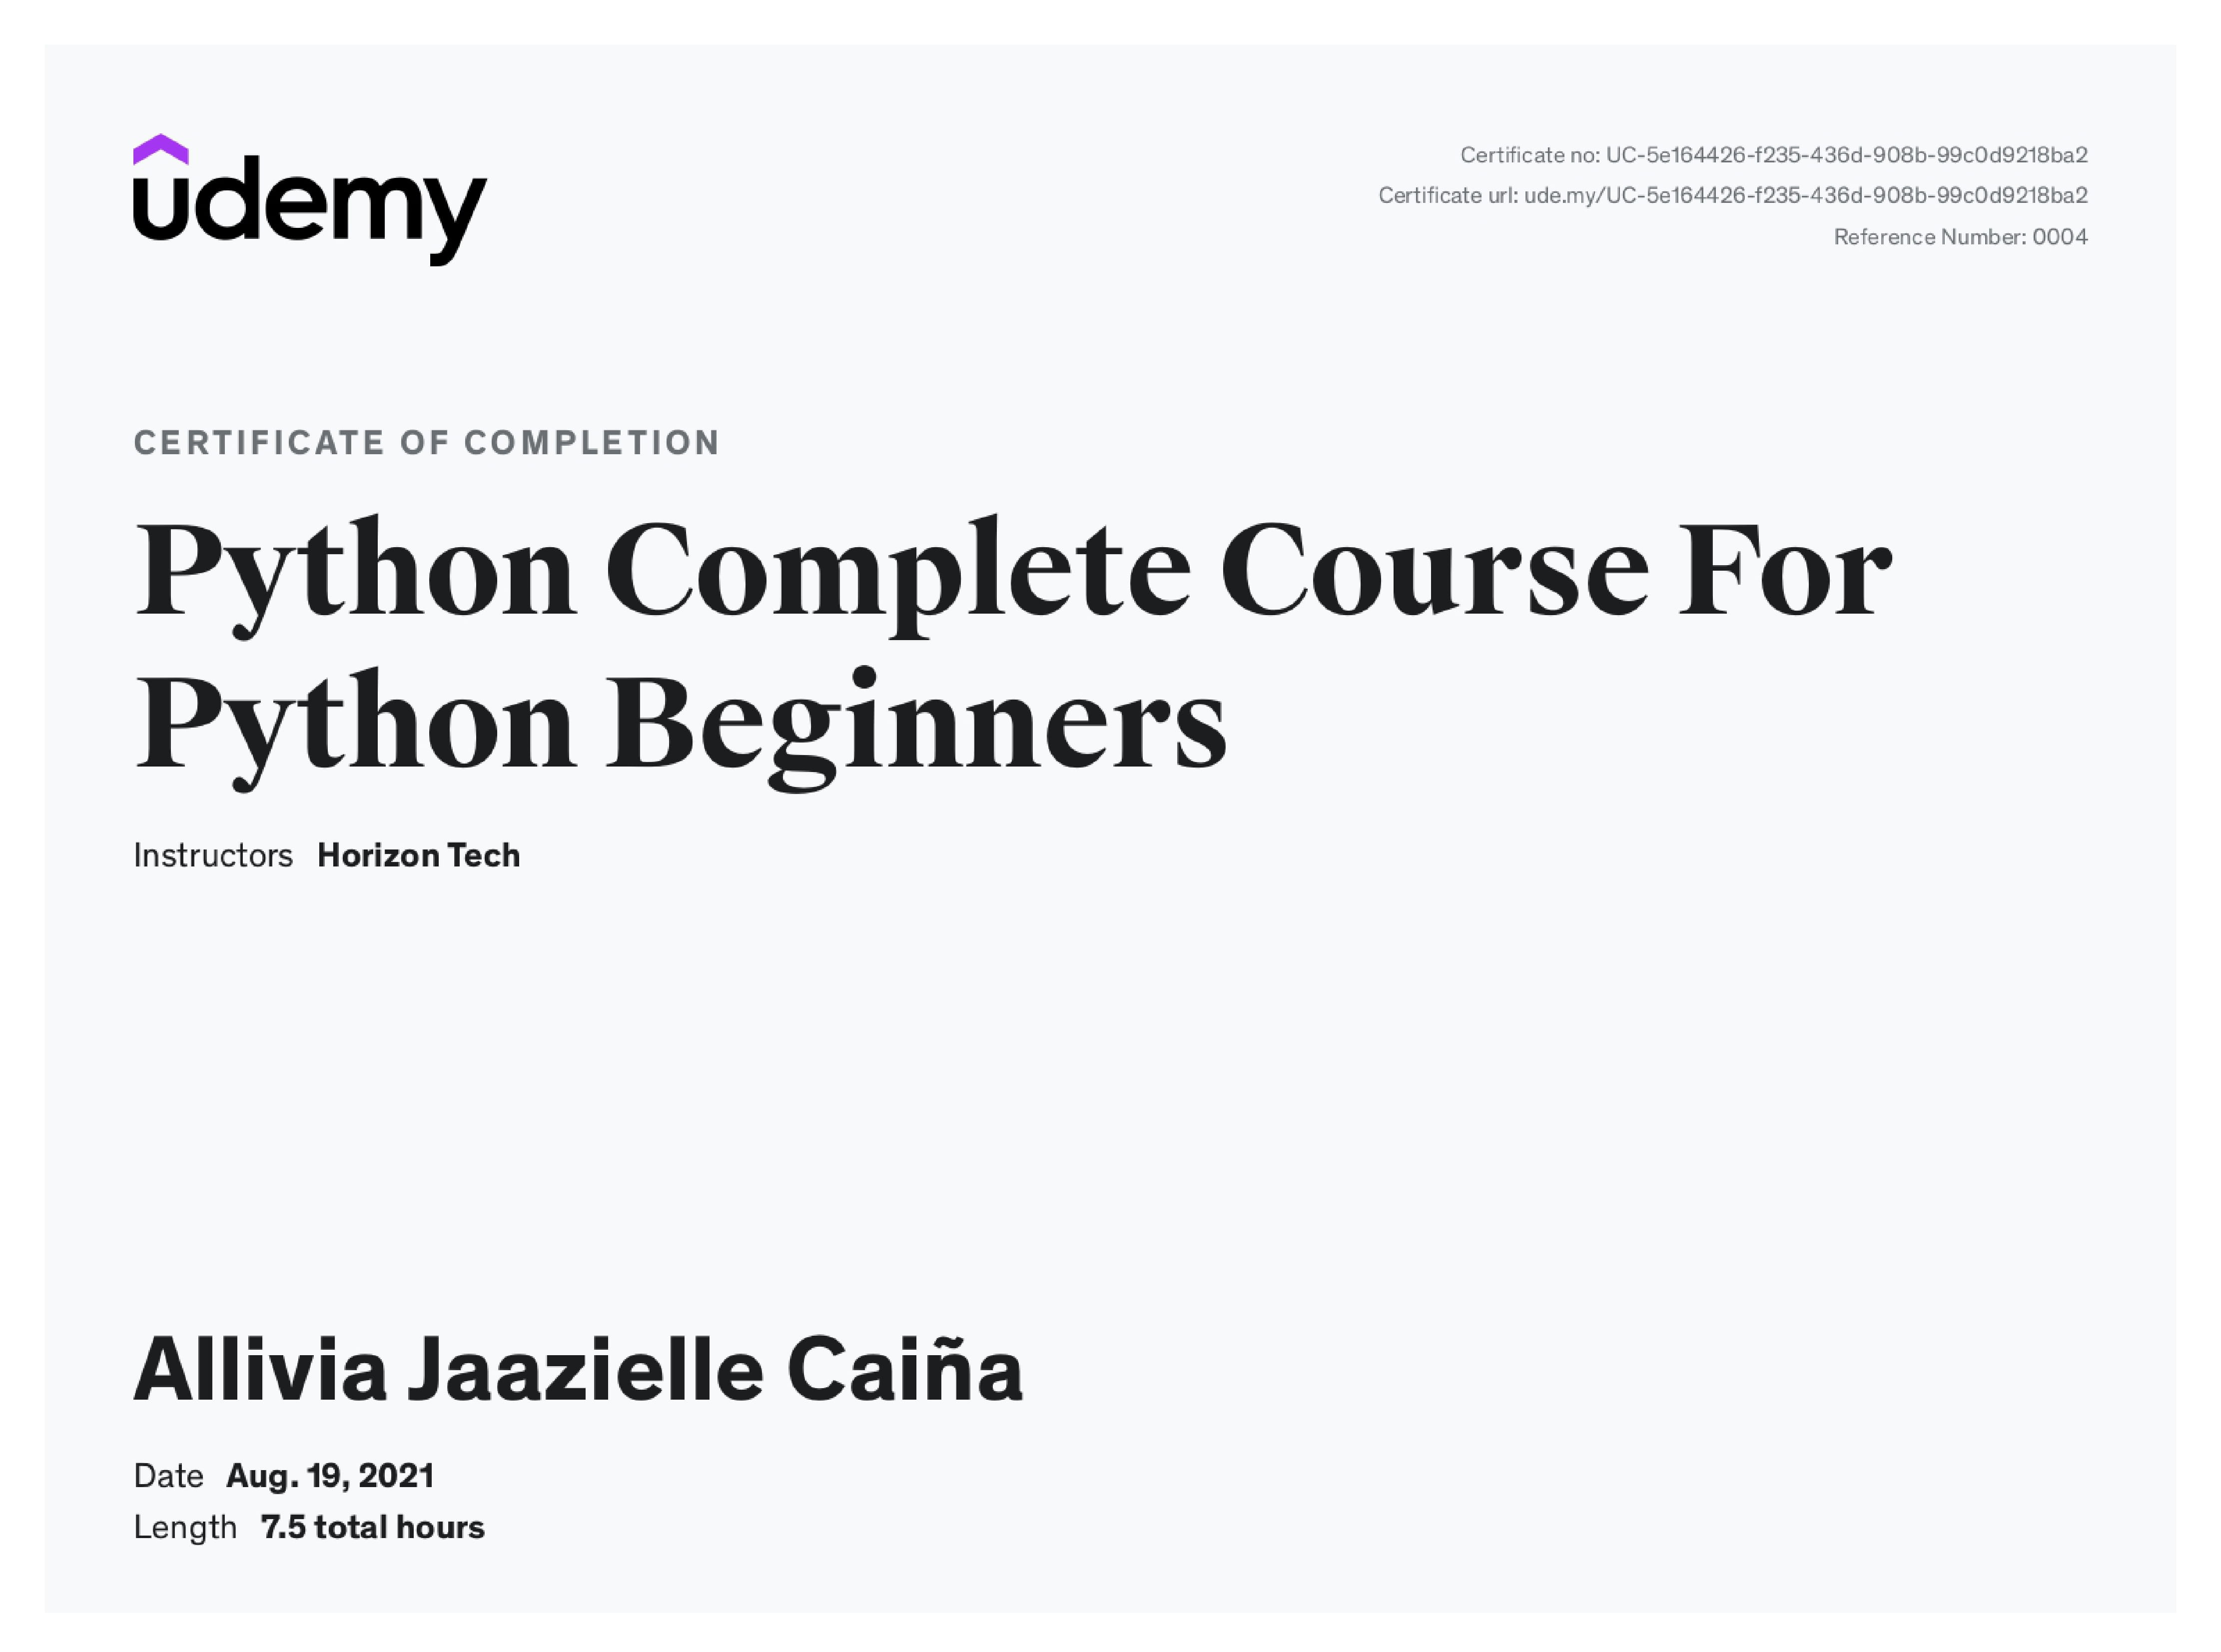 udemy
Certificate no: UC-5e164426-f235-436d-908b-99c0d9218ba2
Certificate url: ude.my/UC-5e164426-f235-436d-908b-99c0d9218ba2
Reference Number: 0004
CERTIFICATE OF COMPLETION
Python Complete Course For
Python Beginners
Instructors Horizon Tech
Allivia Jaazielle Caiña
Date Aug. 19, 2021
Length 7.5 total hours